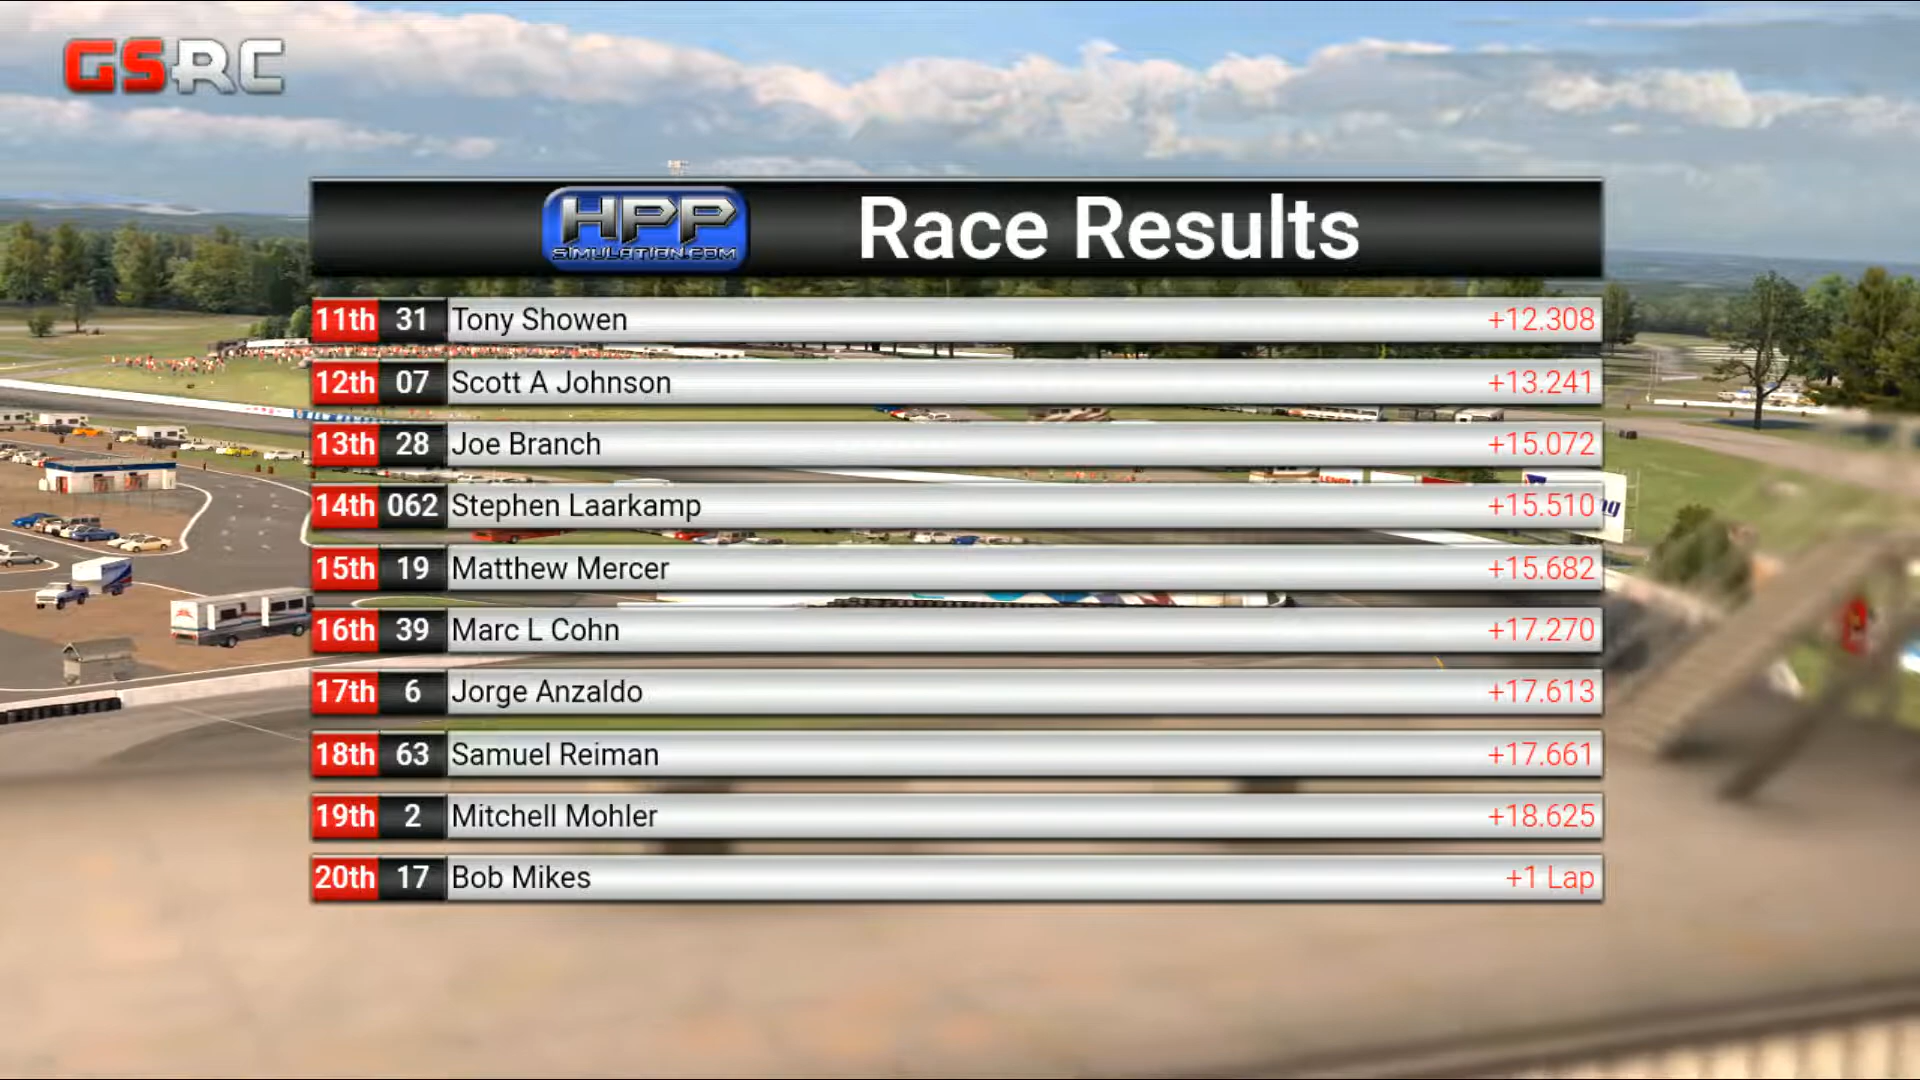 GSRC
HPP
SIMULATION.COM
Race Results
11th 31 Tony Showen +12.308
12th 07 Scott A Johnson +13.241
13th 28 Joe Branch +15.072
14th 062 Stephen Laarkamp +15.510
15th 19 Matthew Mercer +15.682
16th 39 Marc L Cohn +17.270
17th 6 Jorge Anzaldo +17.613
18th 63 Samuel Reiman +17.661
19th 2 Mitchell Mohler +18.625
20th 17 Bob Mikes +1 Lap